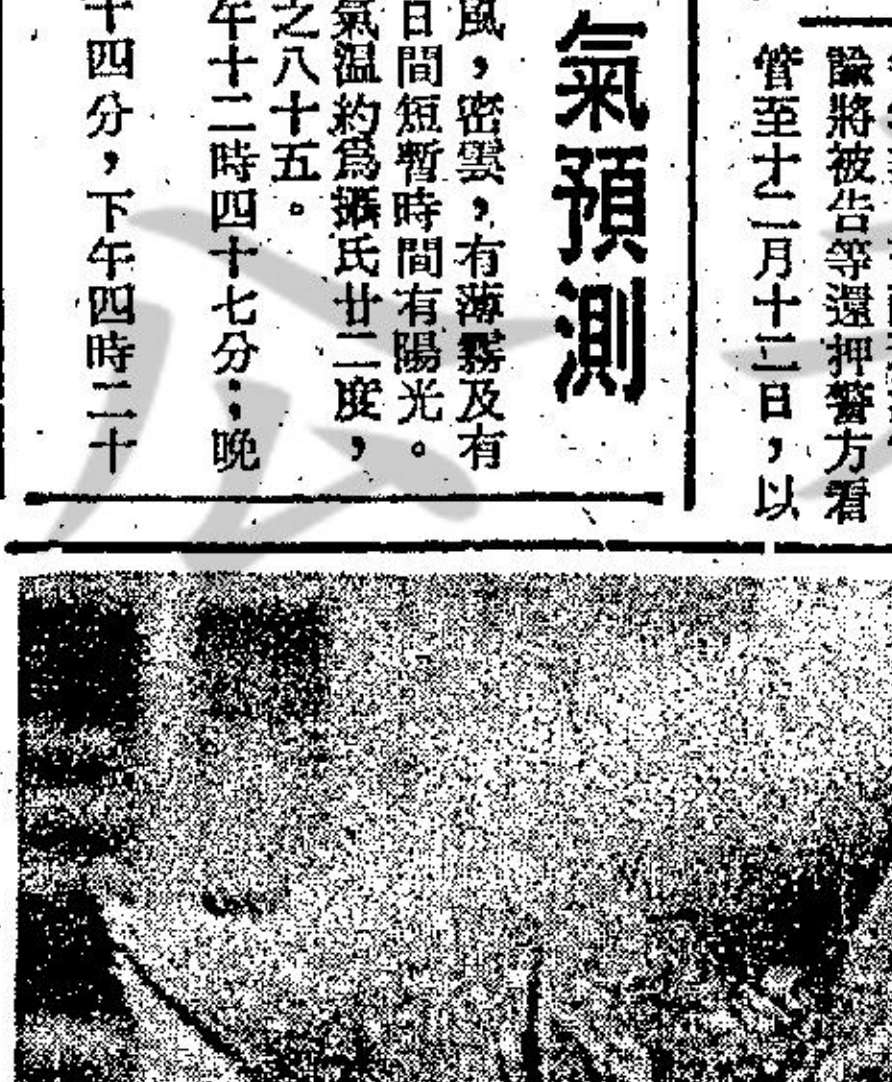 諭將被告等還押警方看
管至十二月十二日，以
氣預測
風，密雲，有薄霧及有
日間短暫時間有陽光。
氣温約爲攝氏廿二度，
之八十五。
午十二時四十七分；晚
十四分，下午四時二十